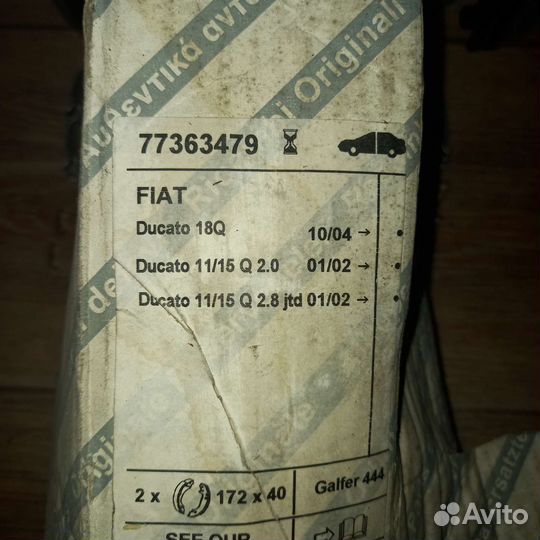 Αυθεντικά αντα
Originali
77363479
FIAT
Ducato 18Q 10/04 →
Ducato 11/15 Q 2.0 01/02 →
Ducato 11/15 Q 2.8 jtd 01/02 →
2 x 172 x 40 Galfer 444
SEE OUR
Avito